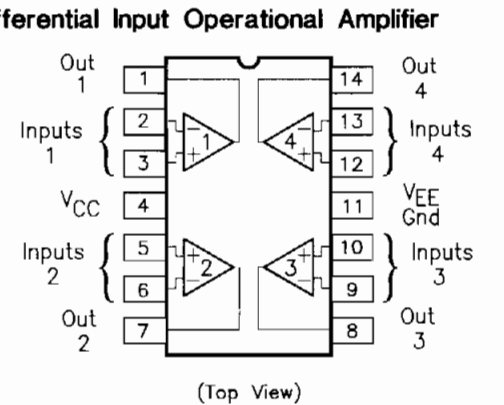 fferential Input Operational Amplifier
Out
1
1
14
Out
4
Inputs
1
2
3
−
+
1
4
−
+
13
12
Inputs
4
VCC
4
11
VEE
Gnd
Inputs
2
5
6
+
−
2
3
+
−
10
9
Inputs
3
Out
2
7
8
Out
3
(Top View)